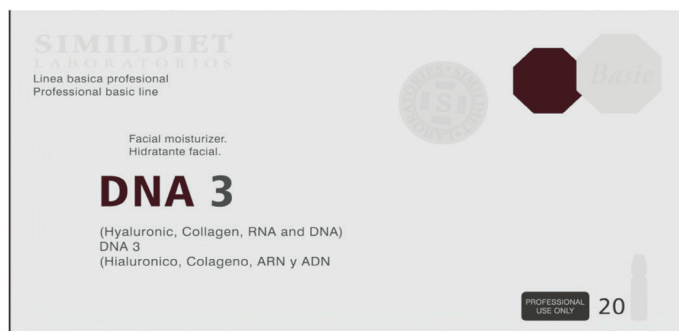 SIMILDIET
LABORATORIOS
Linea basica profesional
Professional basic line
Basic
Facial moisturizer.
Hidratante facial.
DNA 3
(Hyaluronic, Collagen, RNA and DNA)
DNA 3
(Hialuronico, Colageno, ARN y ADN
PROFESSIONAL
USE ONLY
20